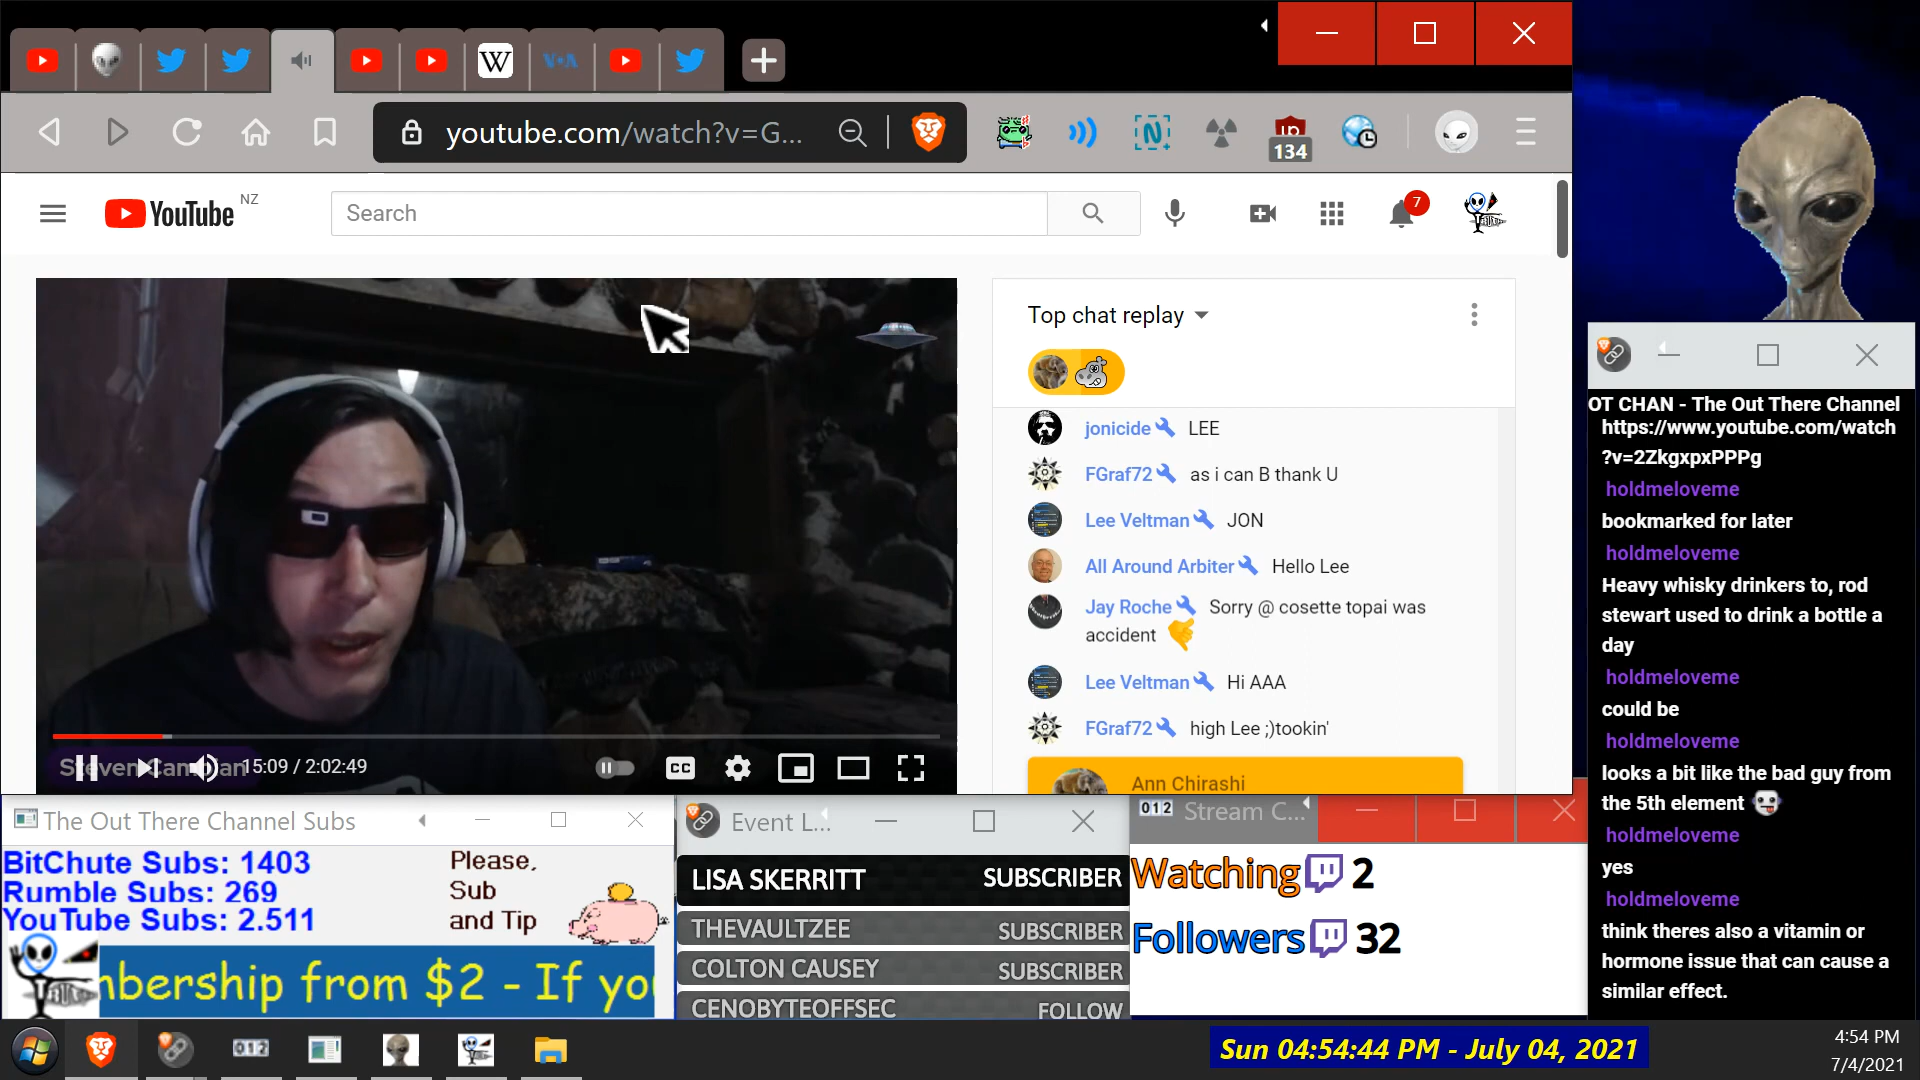 youtube.com/watch?v=G...
134
YouTube NZ
Search
7
Top chat replay
jonicide LEE
FGraf72 as i can B thank U
Lee Veltman JON
All Around Arbiter Hello Lee
Jay Roche Sorry @ cosette topai was
accident
Lee Veltman Hi AAA
FGraf72 high Lee ;)tookin'
Ann Chirashi
15:09 / 2:02:49
CC
OT CHAN - The Out There Channel
https://www.youtube.com/watch
?v=2ZkgxpxPPPg
holdmeloveme
bookmarked for later
holdmeloveme
Heavy whisky drinkers to, rod
stewart used to drink a bottle a
day
holdmeloveme
could be
holdmeloveme
looks a bit like the bad guy from
the 5th element
holdmeloveme
yes
holdmeloveme
think theres also a vitamin or
hormone issue that can cause a
similar effect.
The Out There Channel Subs
BitChute Subs: 1403
Rumble Subs: 269
YouTube Subs: 2.511
Please,
Sub
and Tip
mbership from $2 - If yo
Event L...
LISA SKERRITT SUBSCRIBER
THEVAULTZEE SUBSCRIBER
COLTON CAUSEY SUBSCRIBER
CENOBYTEOFFSEC FOLLOW
012 Stream C...
Watching 2
Followers 32
012
Sun 04:54:44 PM - July 04, 2021
4:54 PM
7/4/2021